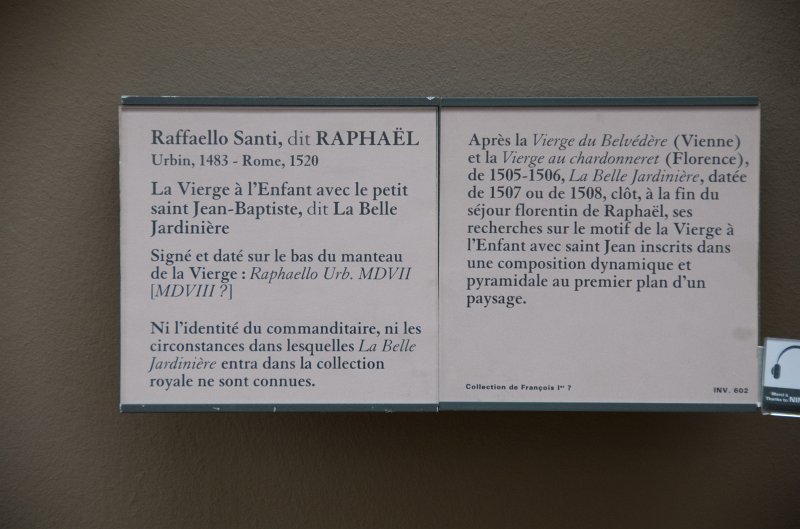 Raffaello Santi, dit RAPHAËL
Urbin, 1483 - Rome, 1520
La Vierge à l'Enfant avec le petit
saint Jean-Baptiste, dit La Belle
Jardinière
Signé et daté sur le bas du manteau
de la Vierge : Raphaello Urb. MDVII
[MDVIII ?]
Ni l'identité du commanditaire, ni les
circonstances dans lesquelles La Belle
Jardinière entra dans la collection
royale ne sont connues.
Après la Vierge du Belvédère (Vienne)
et la Vierge au chardonneret (Florence),
de 1505-1506, La Belle Jardinière, datée
de 1507 ou de 1508, clôt, à la fin du
séjour florentin de Raphaël, ses
recherches sur le motif de la Vierge à
l'Enfant avec saint Jean inscrits dans
une composition dynamique et
pyramidale au premier plan d'un
paysage.
Collection de François Iᵉʳ ?
INV. 602
Merci à
Thanks to NIN